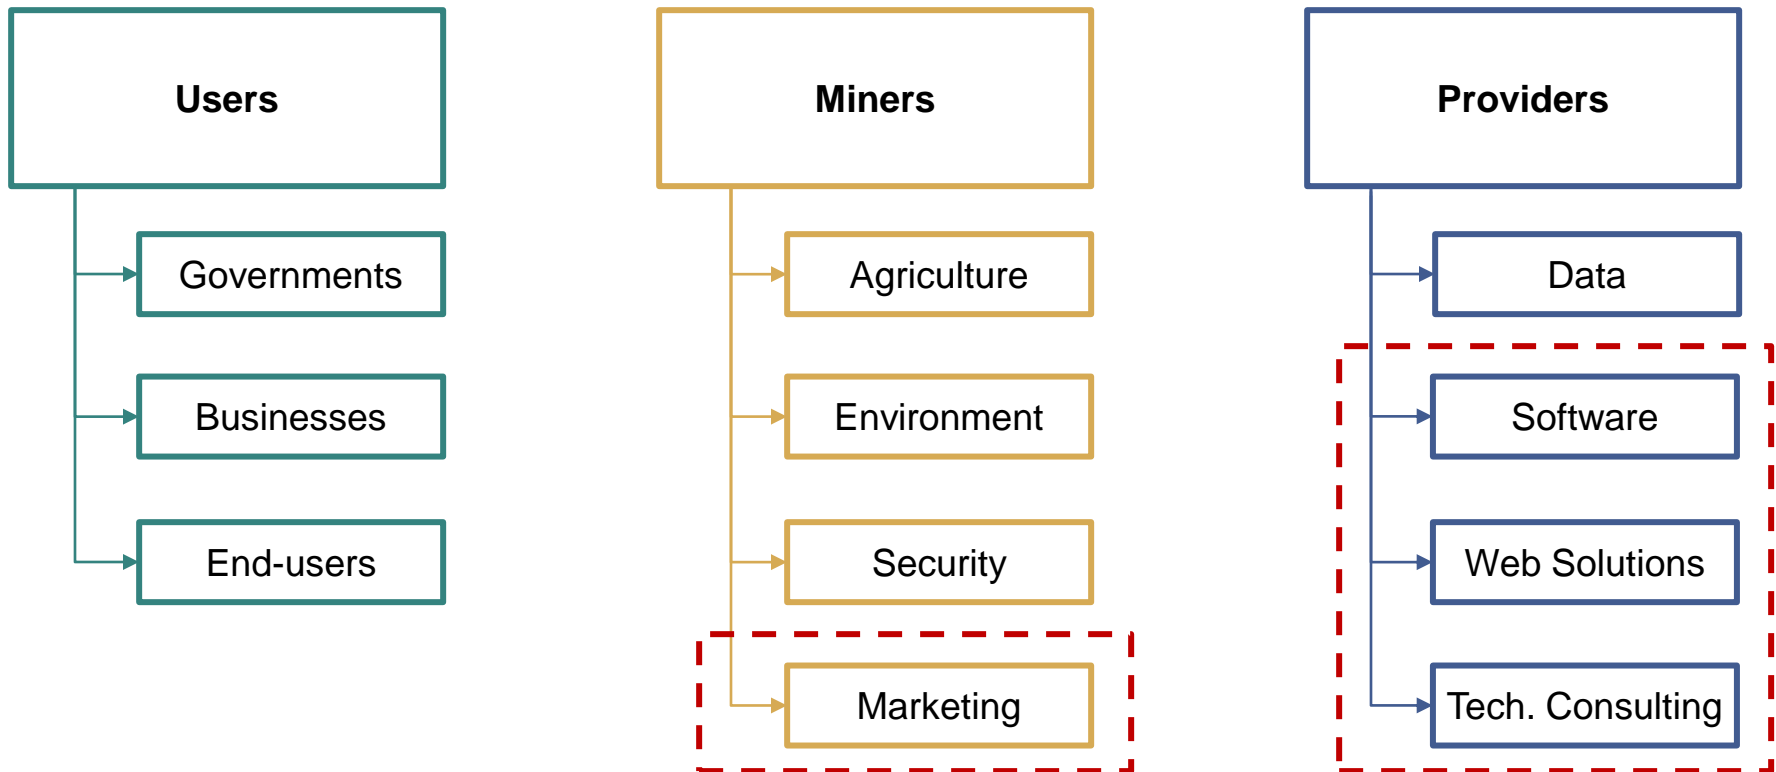 Users
Governments
Businesses
End-users
Miners
Agriculture
Environment
Security
Marketing
Providers
Data
Software
Web Solutions
Tech. Consulting